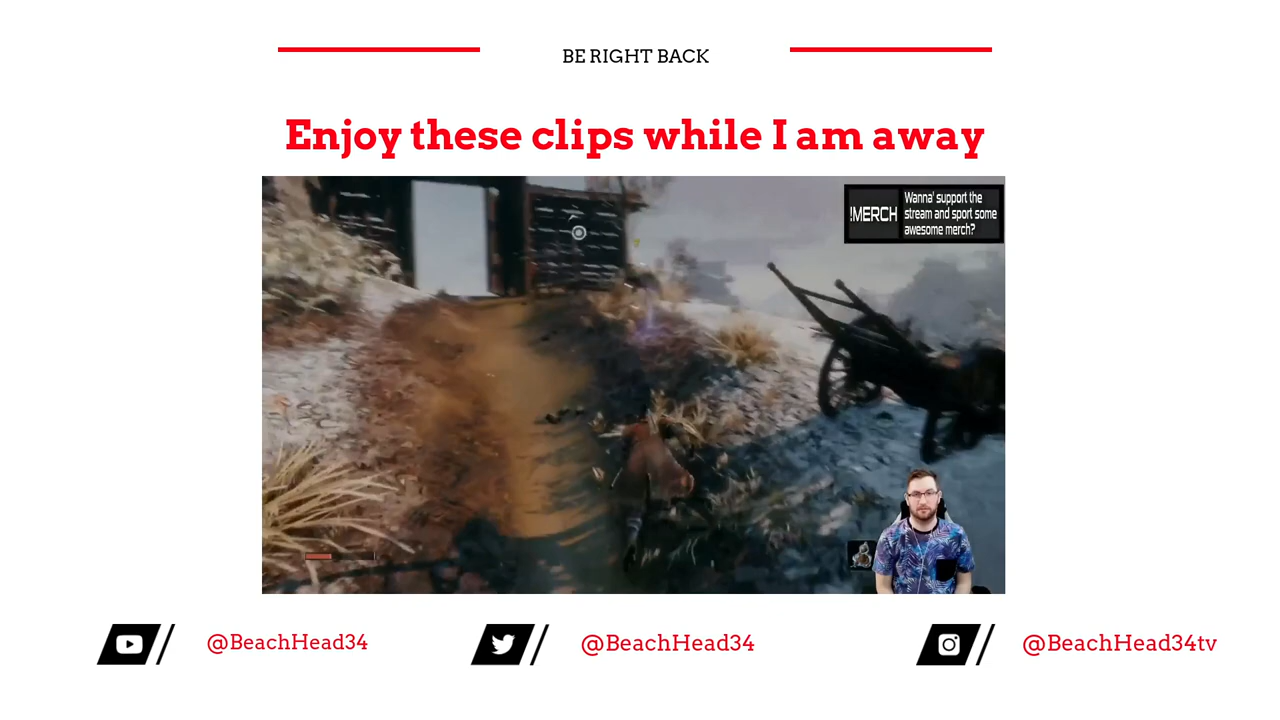 BE RIGHT BACK
Enjoy these clips while I am away
!MERCH
Wanna' support the
stream and sport some
awesome merch?
@BeachHead34
@BeachHead34
@BeachHead34tv